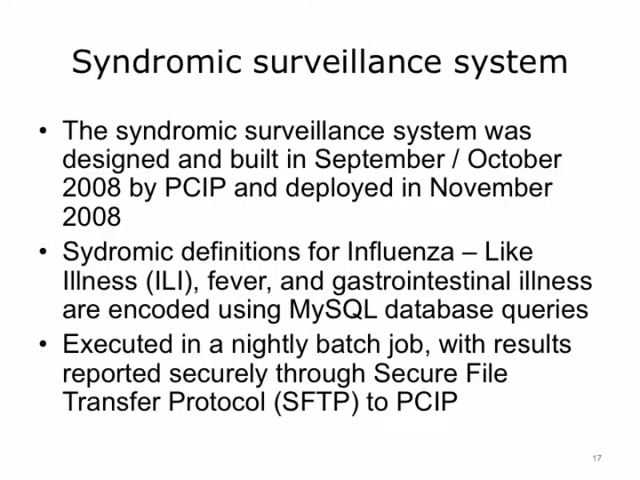 Syndromic surveillance system
• The syndromic surveillance system was
designed and built in September / October
2008 by PCIP and deployed in November
2008
• Sydromic definitions for Influenza – Like
Illness (ILI), fever, and gastrointestinal illness
are encoded using MySQL database queries
• Executed in a nightly batch job, with results
reported securely through Secure File
Transfer Protocol (SFTP) to PCIP
17